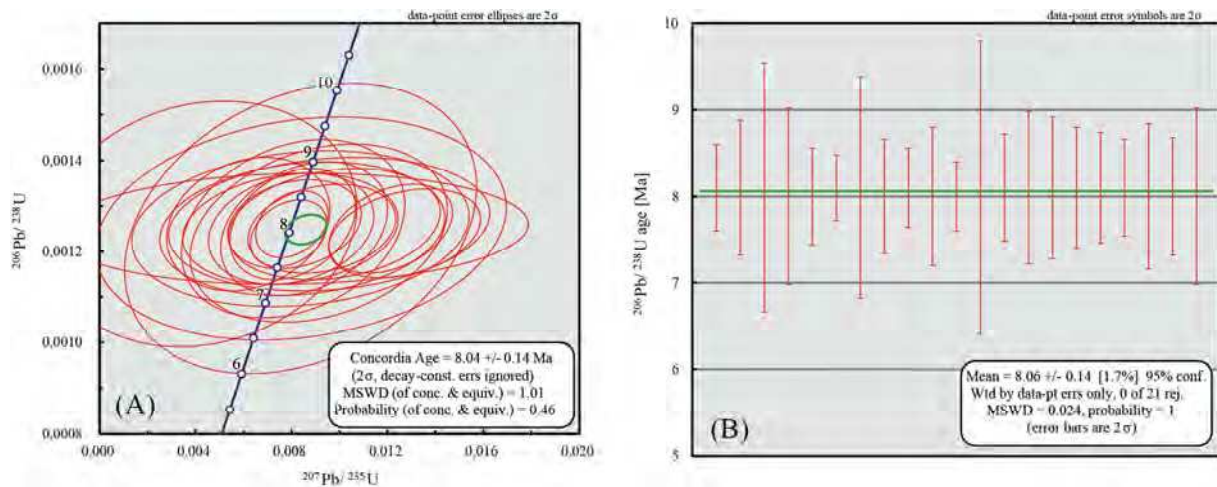 data-point error ellipses are 2σ
0,0016
0,0014
0,0012
0,0010
0,0008
²⁰⁶Pb/²³⁸U
10
9
8
7
6
Concordia Age = 8.04 +/- 0.14 Ma
(2σ, decay-const. errs ignored)
MSWD (of conc. & equiv.) = 1.01
Probability (of conc. & equiv.) = 0.46
(A)
0,000
0,004
0,008
0,012
0,016
0,020
²⁰⁷Pb/²³⁵U
data-point error symbols are 2σ
10
9
8
7
6
5
²⁰⁶Pb/²³⁸U age [Ma]
Mean = 8.06 +/- 0.14 [1.7%] 95% conf.
Wtd by data-pt errs only, 0 of 21 rej.
MSWD = 0.024, probability = 1
(error bars are 2σ)
(B)